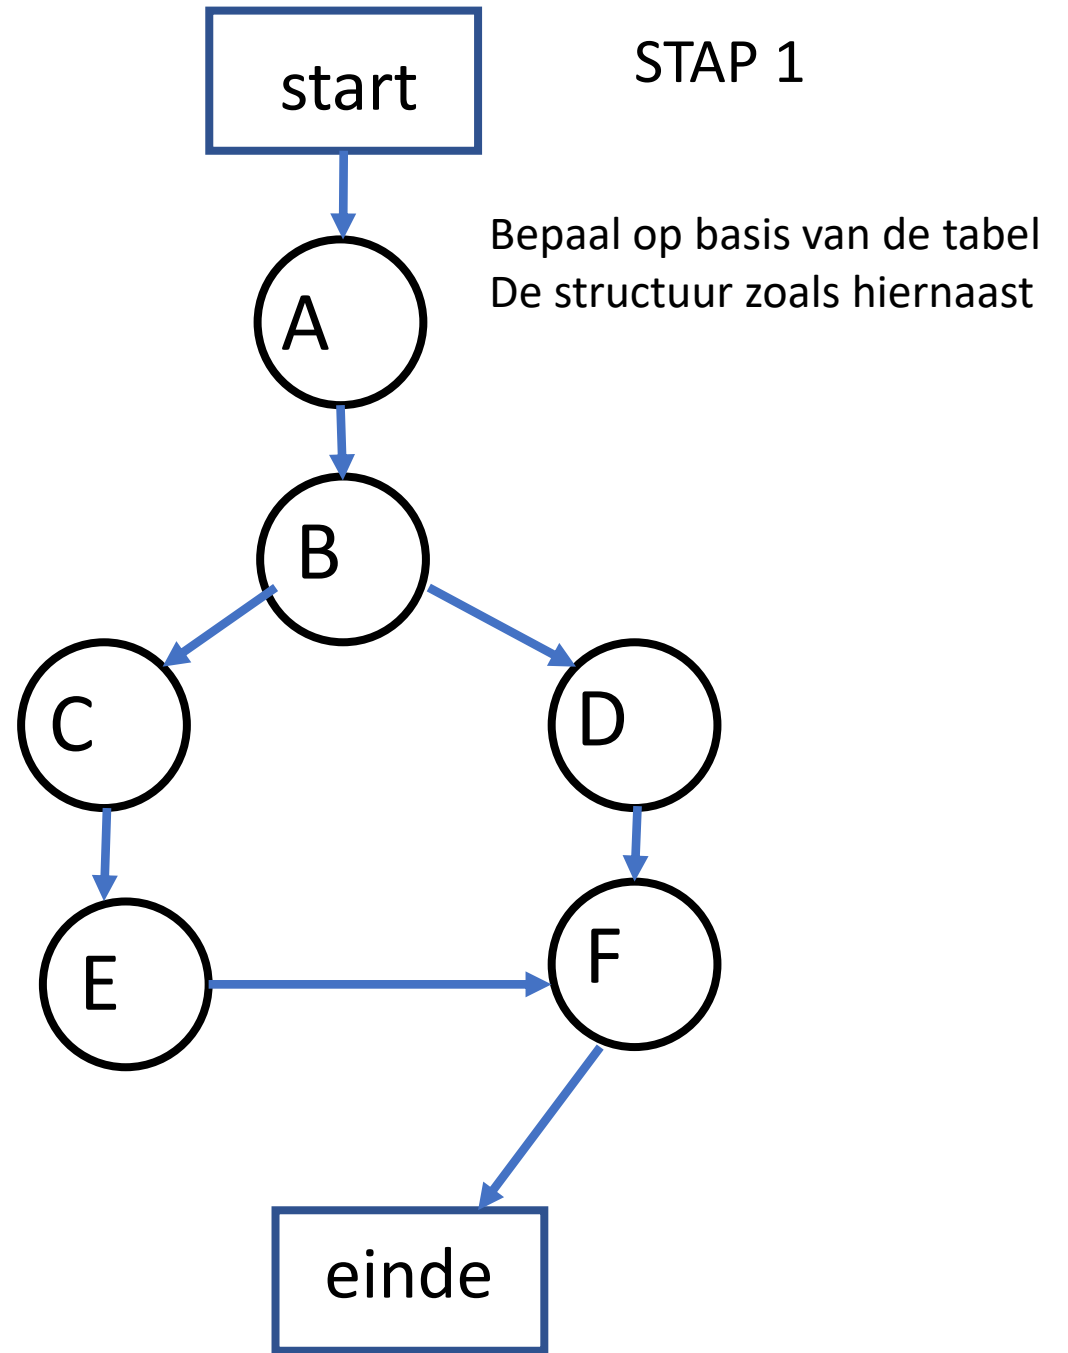 start
STAP 1
Bepaal op basis van de tabel
De structuur zoals hiernaast
A
B
C
D
E
F
einde